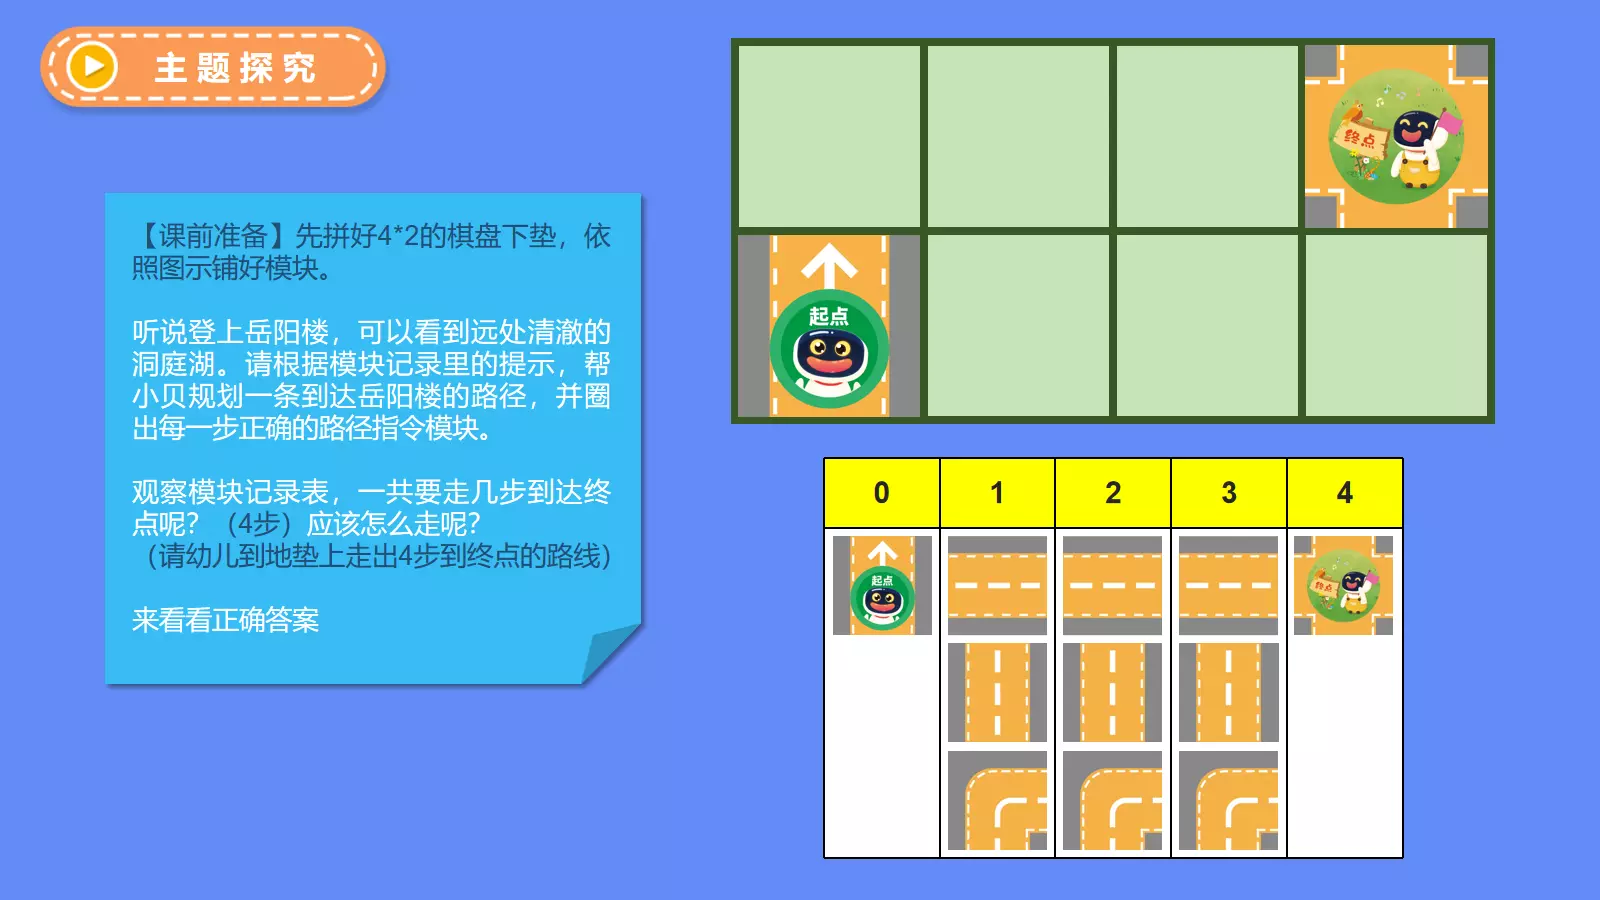 主题探究
【课前准备】先拼好4*2的棋盘下垫，依
照图示铺好模块。
听说登上岳阳楼，可以看到远处清澈的
洞庭湖。请根据模块记录里的提示，帮
小贝规划一条到达岳阳楼的路径，并圈
出每一步正确的路径指令模块。
观察模块记录表，一共要走几步到达终
点呢？（4步）应该怎么走呢？
（请幼儿到地垫上走出4步到终点的路线）
来看看正确答案
终点
起点
0 1 2 3 4
起点
终点